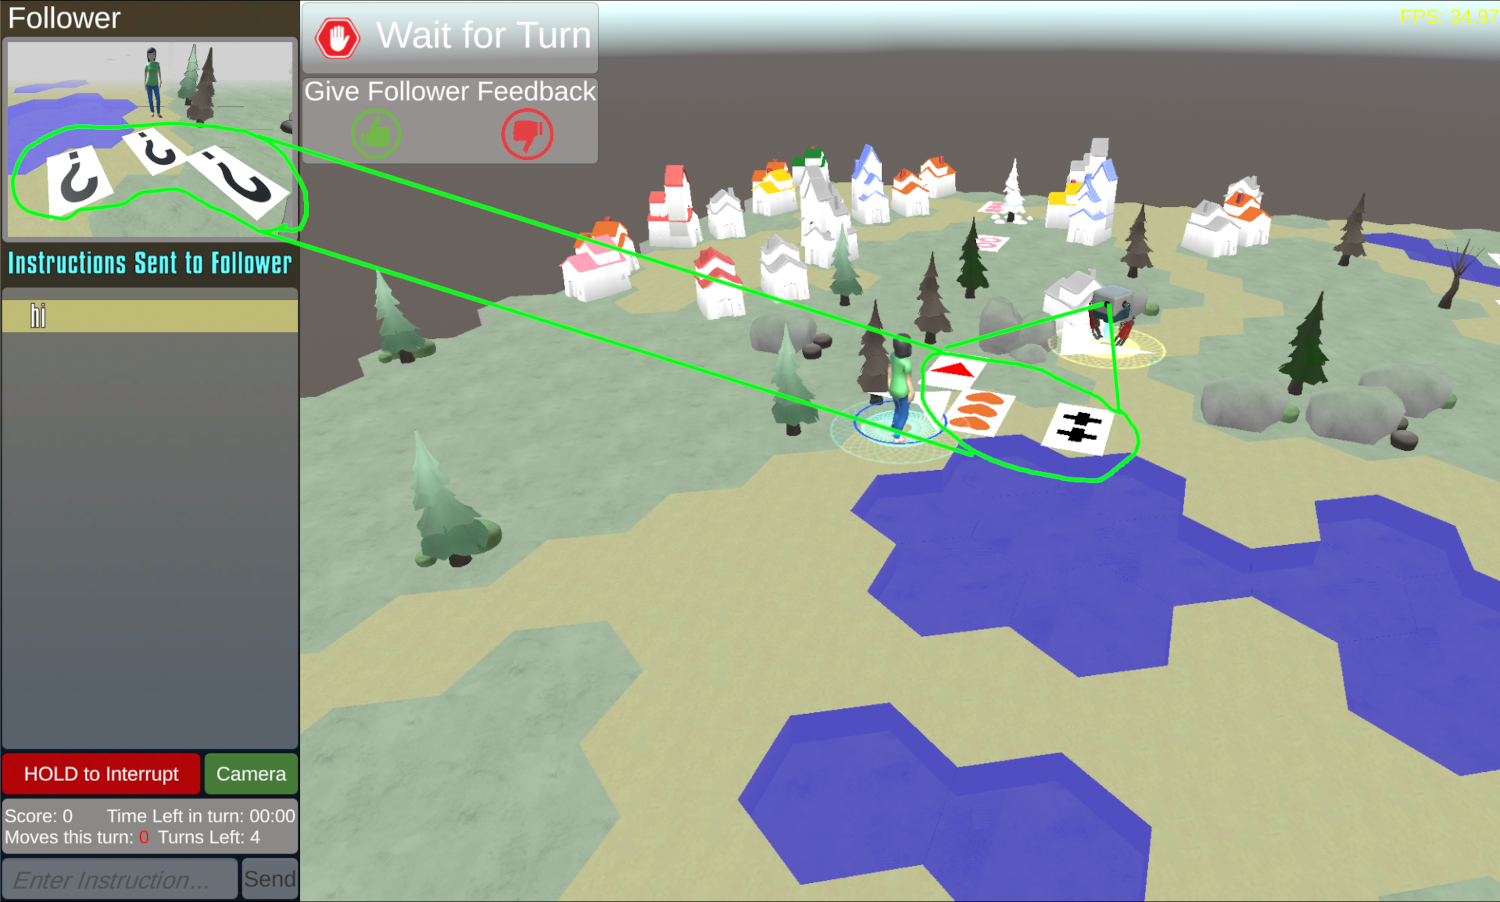 Follower
Wait for Turn
FPS: 34.97
Give Follower Feedback
? ? ?
Instructions Sent to Follower
hi
HOLD to Interrupt
Camera
Score: 0 Time Left in turn: 00:00
Moves this turn: 0 Turns Left: 4
Enter Instruction...
Send